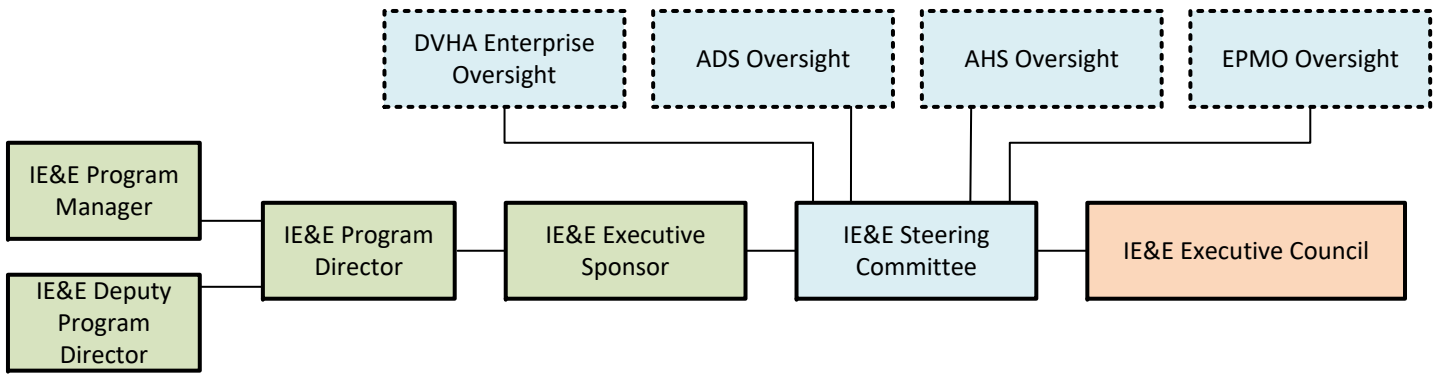 DVHA Enterprise
Oversight
ADS Oversight
AHS Oversight
EPMO Oversight
IE&E Program
Manager
IE&E Deputy
Program
Director
IE&E Program
Director
IE&E Executive
Sponsor
IE&E Steering
Committee
IE&E Executive Council